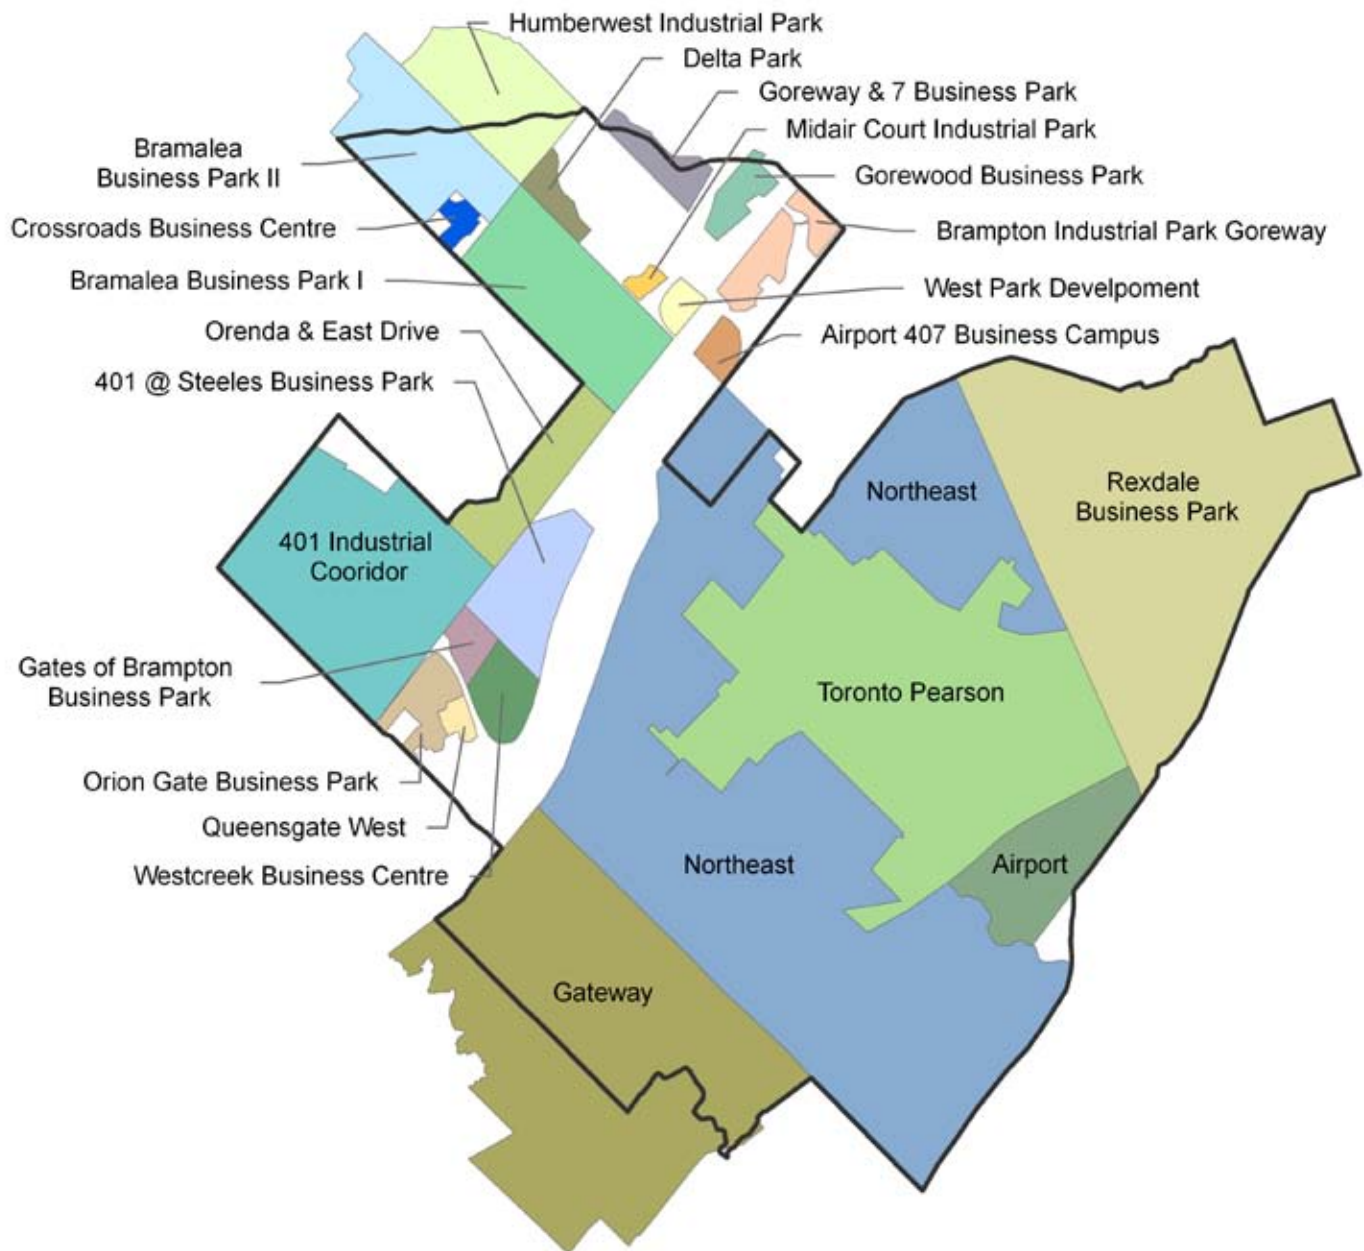 Humberwest Industrial Park
Delta Park
Goreway & 7 Business Park
Midair Court Industrial Park
Bramalea
Business Park II
Gorewood Business Park
Crossroads Business Centre
Brampton Industrial Park Goreway
Bramalea Business Park I
West Park Develpoment
Orenda & East Drive
Airport 407 Business Campus
401 @ Steeles Business Park
Northeast
Rexdale
Business Park
401 Industrial
Cooridor
Gates of Brampton
Business Park
Toronto Pearson
Orion Gate Business Park
Queensgate West
Westcreek Business Centre
Northeast
Airport
Gateway